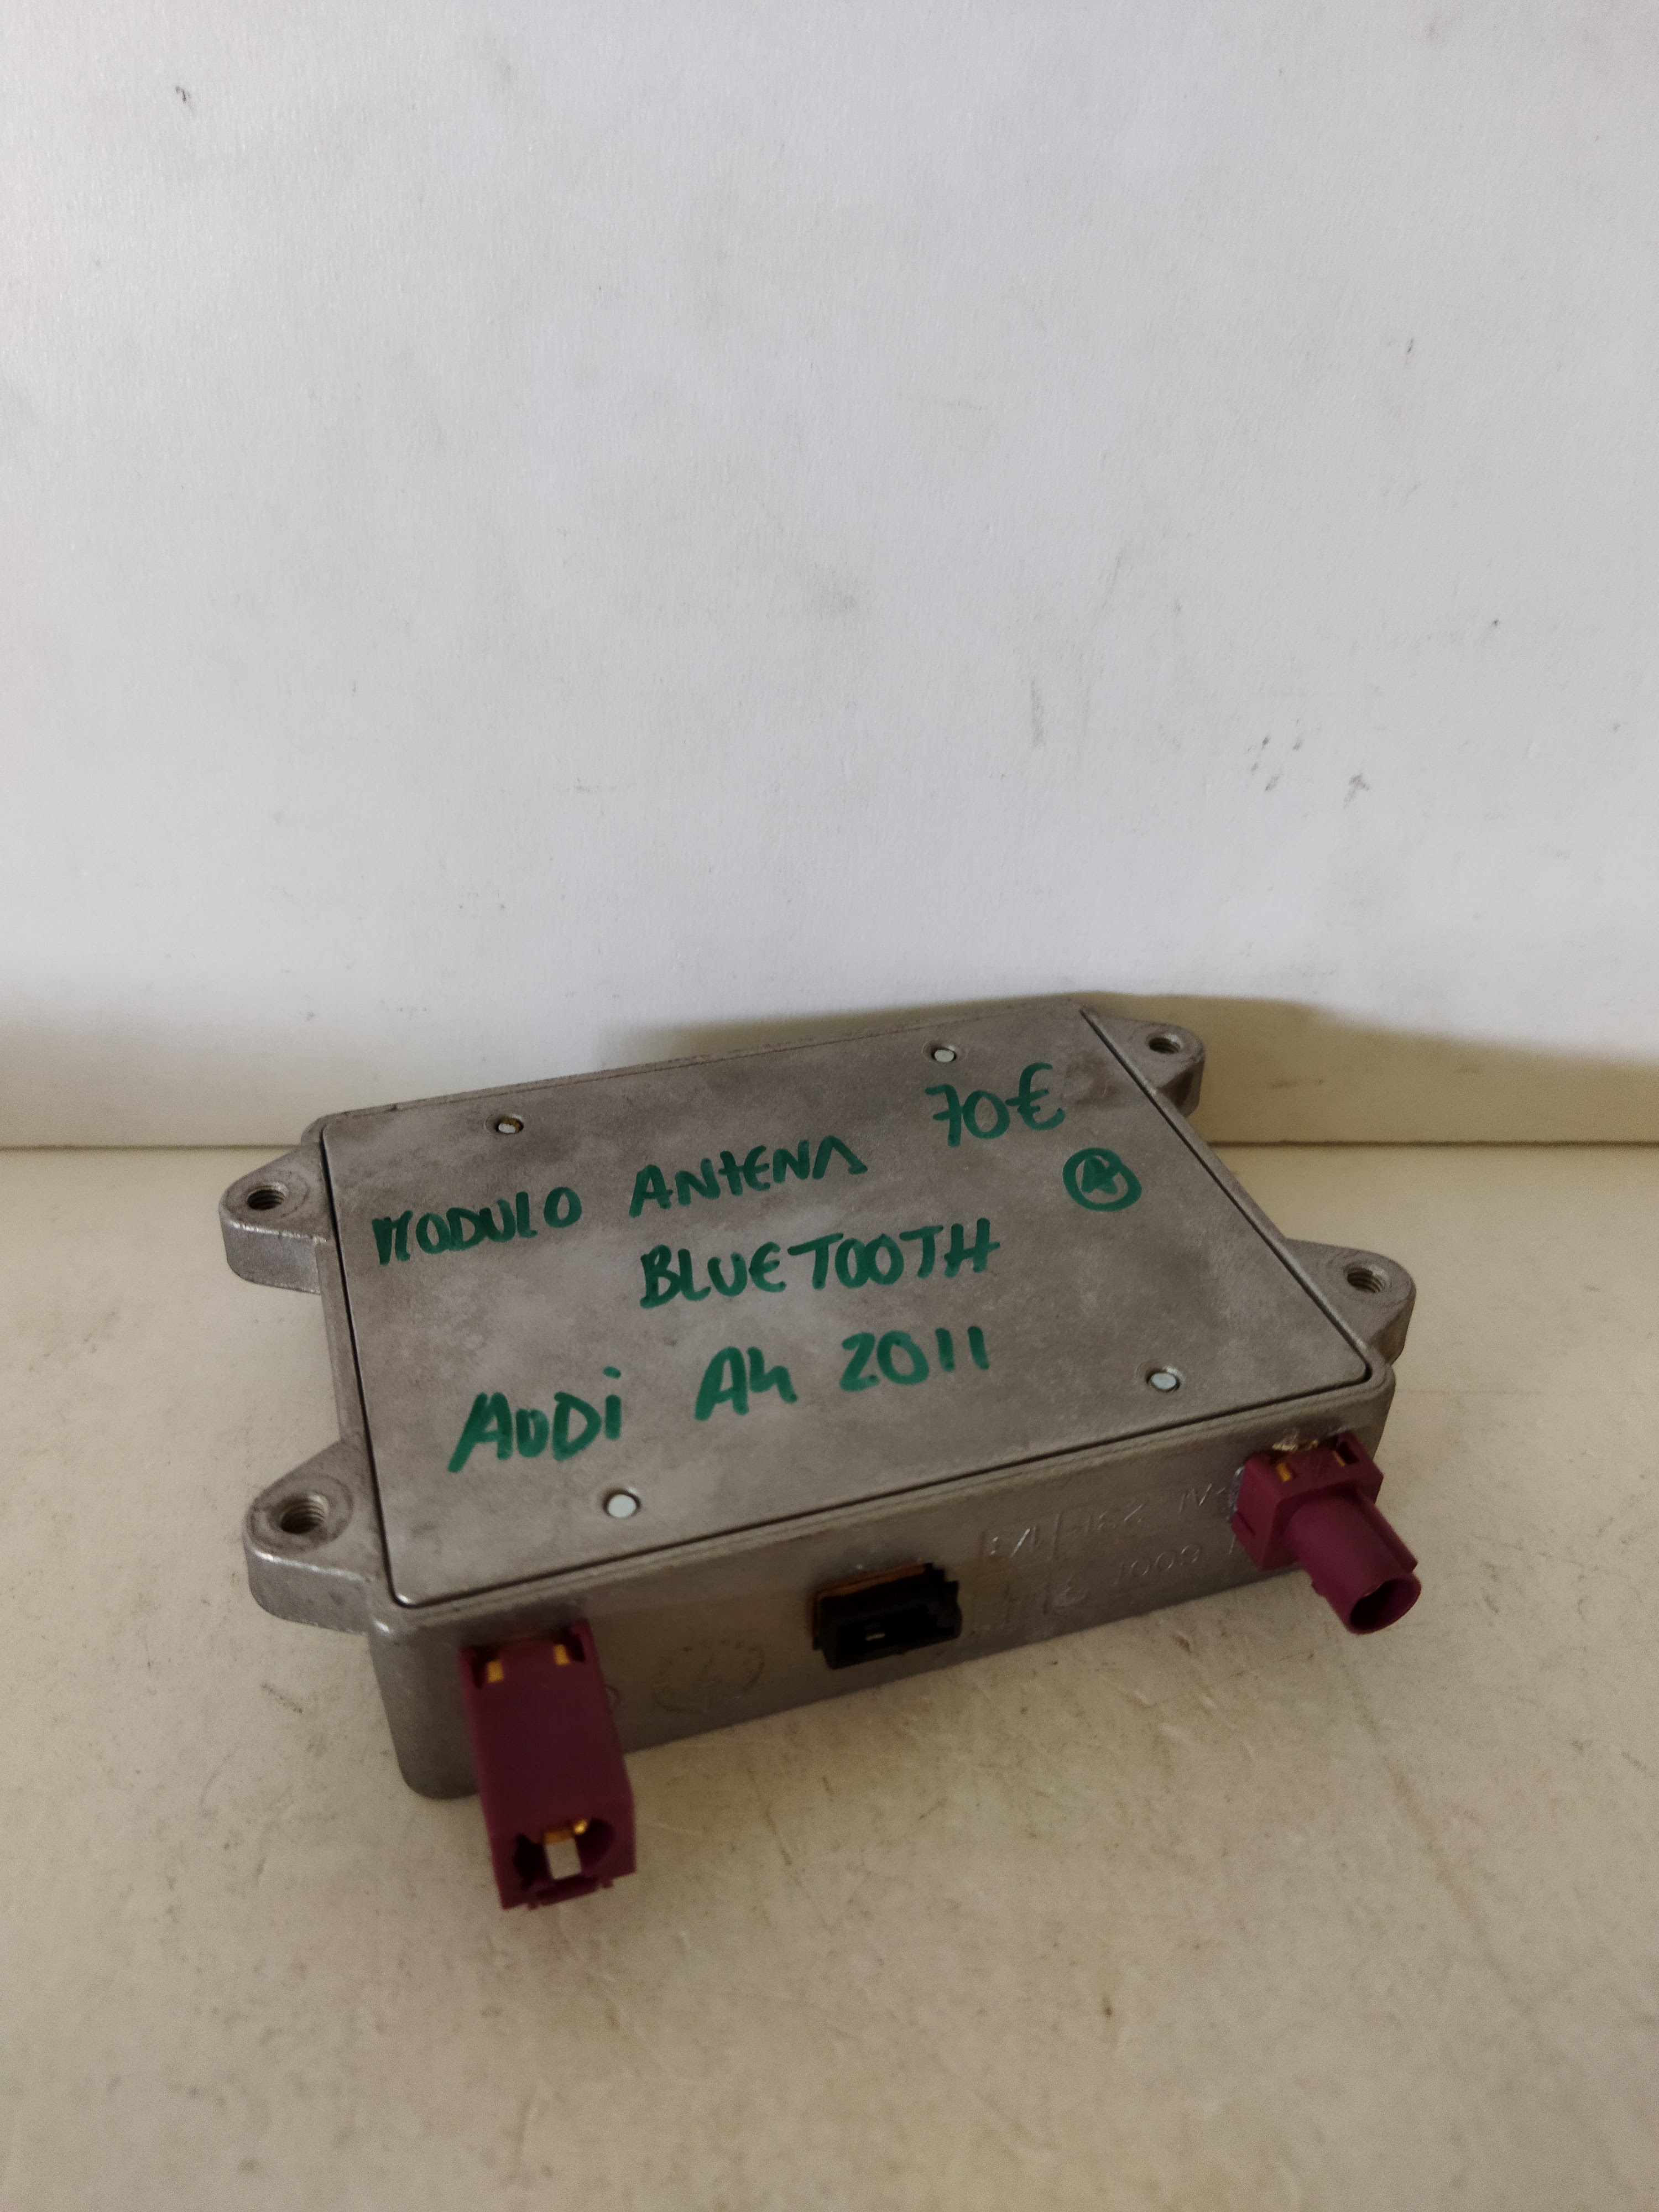 MODULO ANTENA 70€
A
BLUETOOTH
AUDi A4 2011